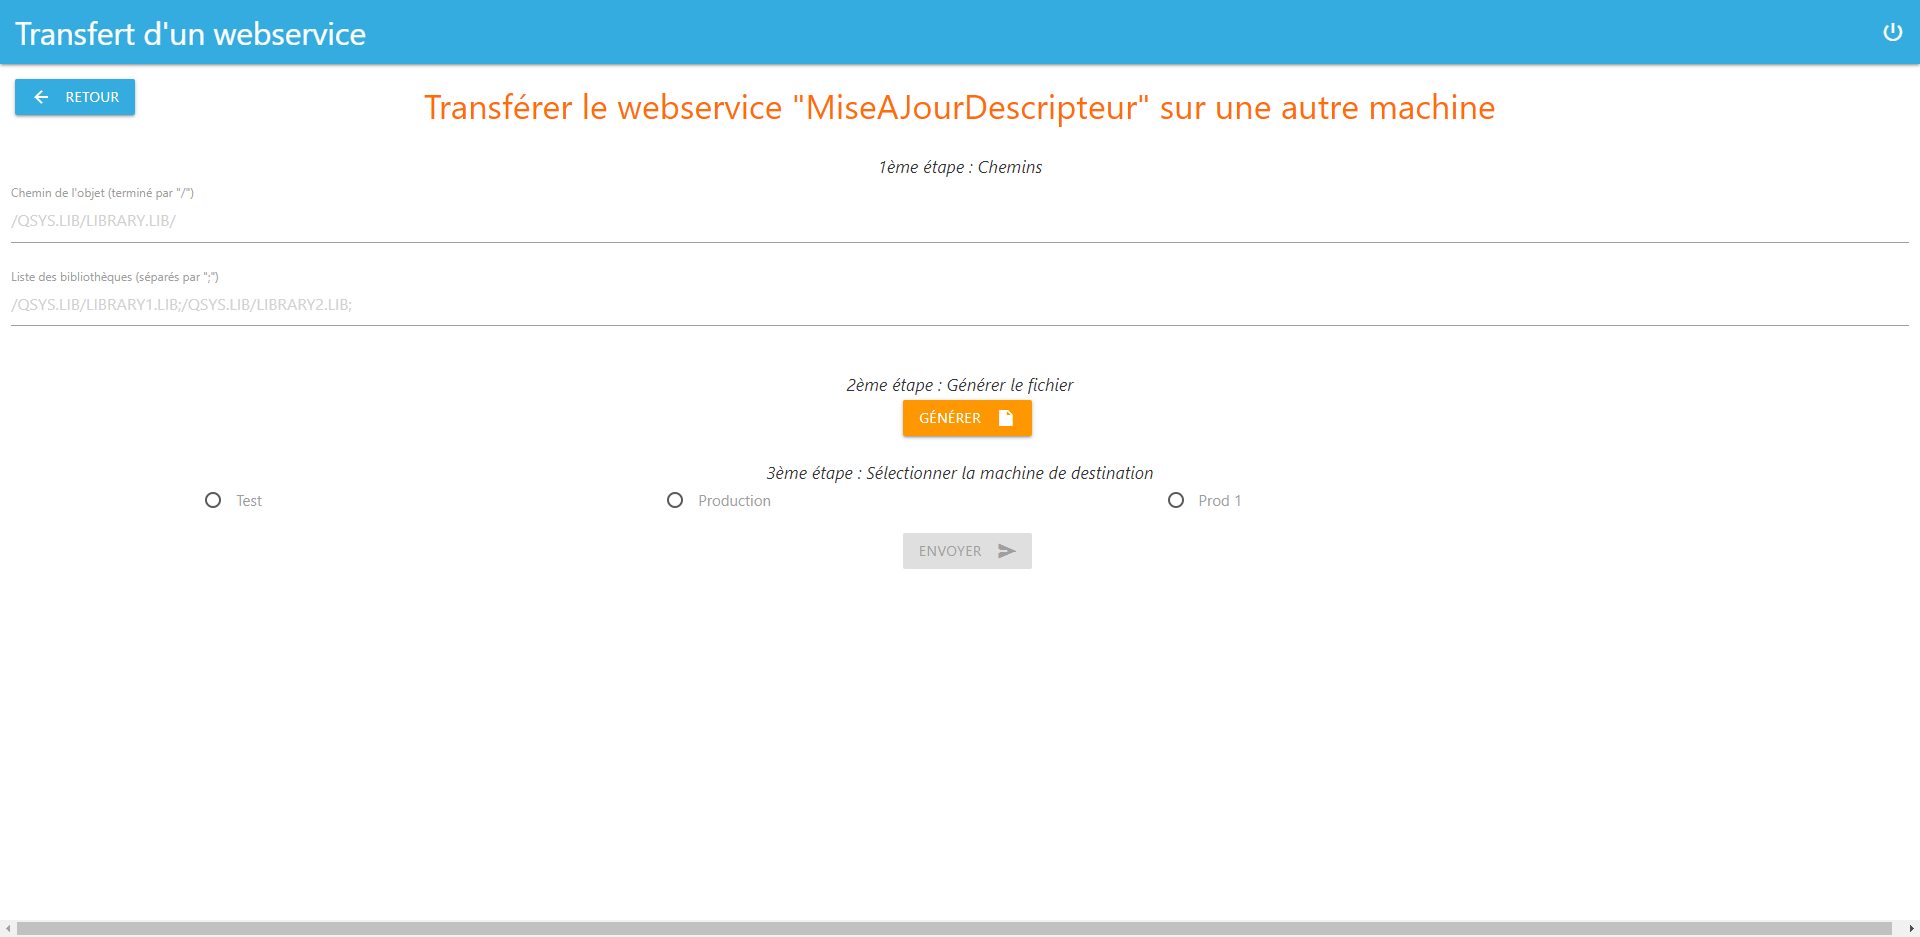 Transfert d'un webservice
RETOUR
Transférer le webservice "MiseAJourDescripteur" sur une autre machine
1ème étape : Chemins
Chemin de l'objet (terminé par "/")
/QSYS.LIB/LIBRARY.LIB/
Liste des bibliothèques (séparés par ";")
/QSYS.LIB/LIBRARY1.LIB;/QSYS.LIB/LIBRARY2.LIB;
2ème étape : Générer le fichier
GÉNÉRER
3ème étape : Sélectionner la machine de destination
Test Production Prod 1
ENVOYER